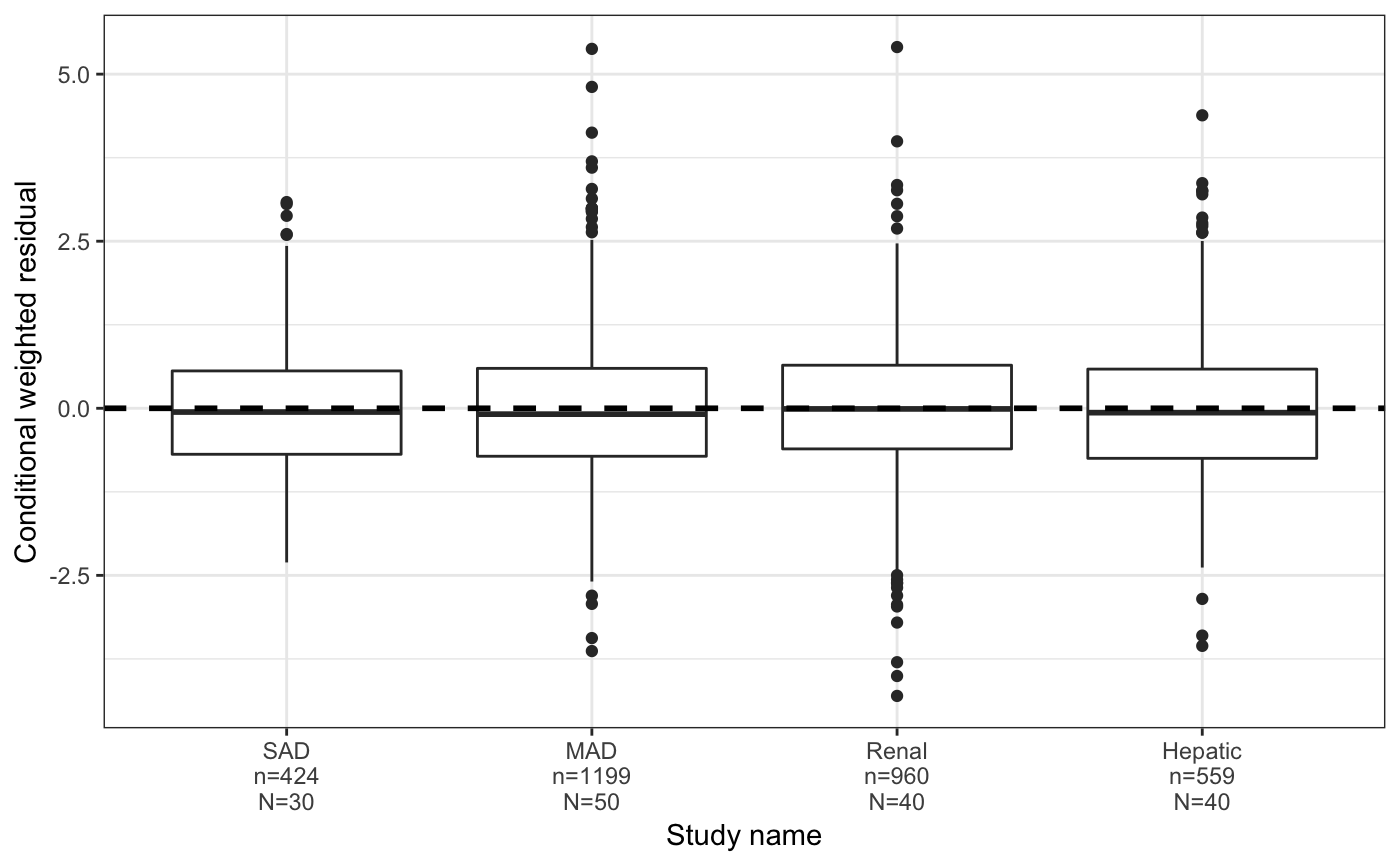 Conditional weighted residual
5.0
2.5
0.0
-2.5
SAD
n=424
N=30
MAD
n=1199
N=50
Renal
n=960
N=40
Hepatic
n=559
N=40
Study name